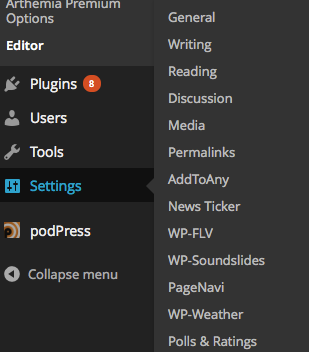 Arthemia Premium
Options
Editor
Plugins 8
Users
Tools
Settings
podPress
Collapse menu
General
Writing
Reading
Discussion
Media
Permalinks
AddToAny
News Ticker
WP-FLV
WP-Soundslides
PageNavi
WP-Weather
Polls & Ratings